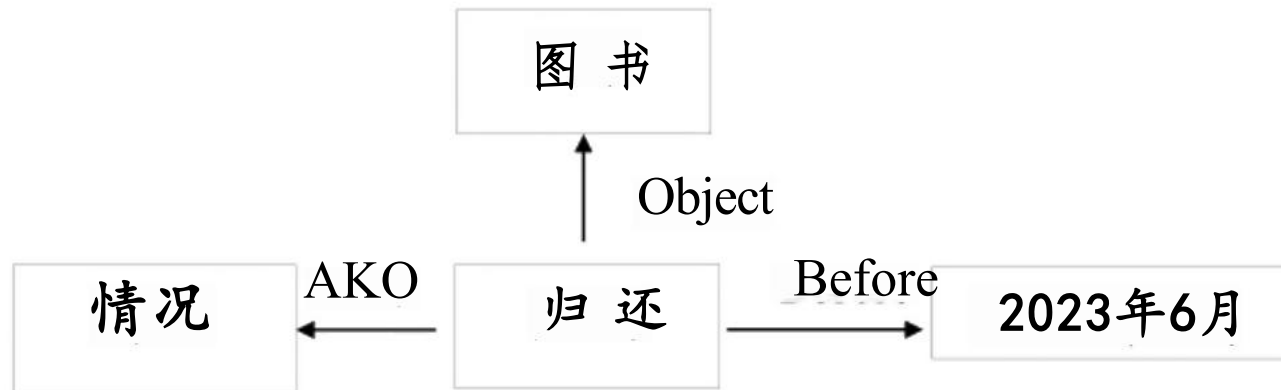 图 书
Object
情况
AKO
归 还
Before
2023年6月